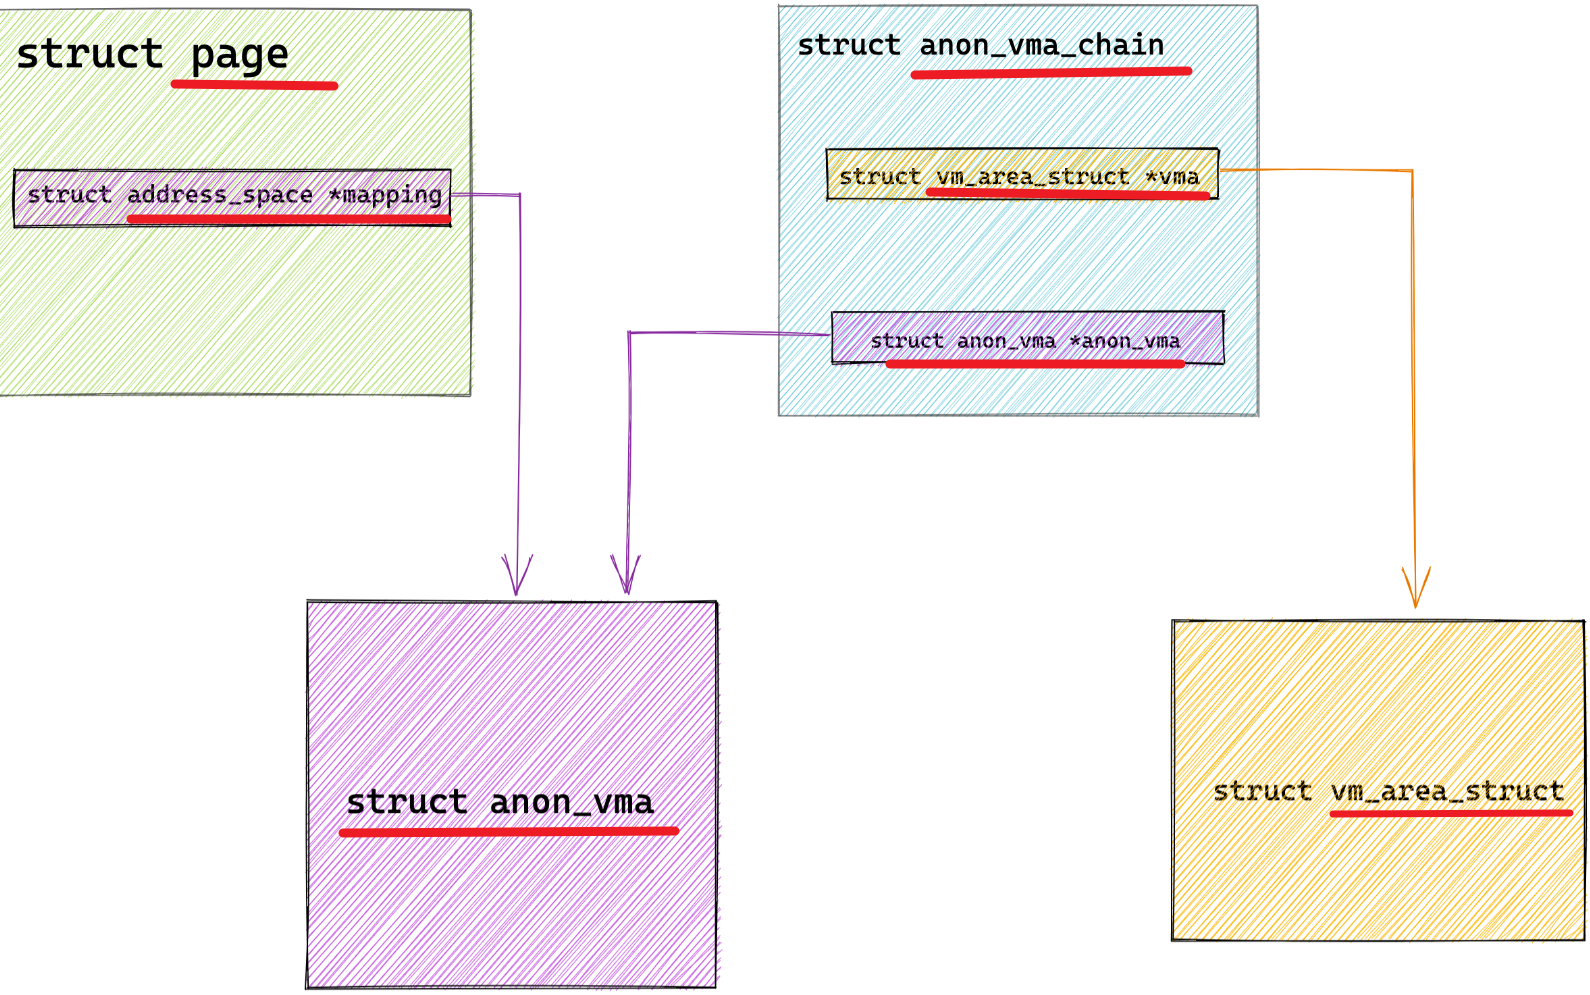 struct page
struct address_space *mapping
struct anon_vma_chain
struct vm_area_struct *vma
struct anon_vma *anon_vma
struct anon_vma
struct vm_area_struct